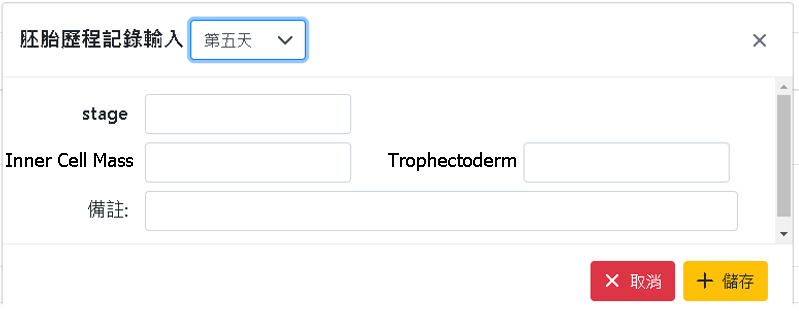 胚胎歷程記錄輸入 第五天
stage
Inner Cell Mass Trophectoderm
備註:
取消 儲存